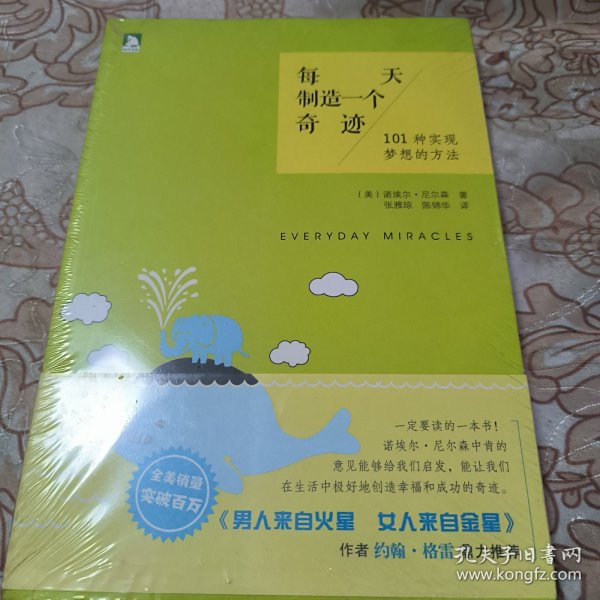 每 天
制造一个
奇 迹
101种实现
梦想的方法
（美）诺埃尔·尼尔森 著
张雅琼 陈锦华 译
EVERYDAY MIRACLES
一定要读的一本书！
诺埃尔·尼尔森中肯的
意见能够给我们启发，能让我们
在生活中极好地创造幸福和成功的奇迹。
全美销量
突破百万
《男人来自火星 女人来自金星》
作者 约翰·格雷 鼎力推荐
孔夫子旧书网
www.kongfz.com